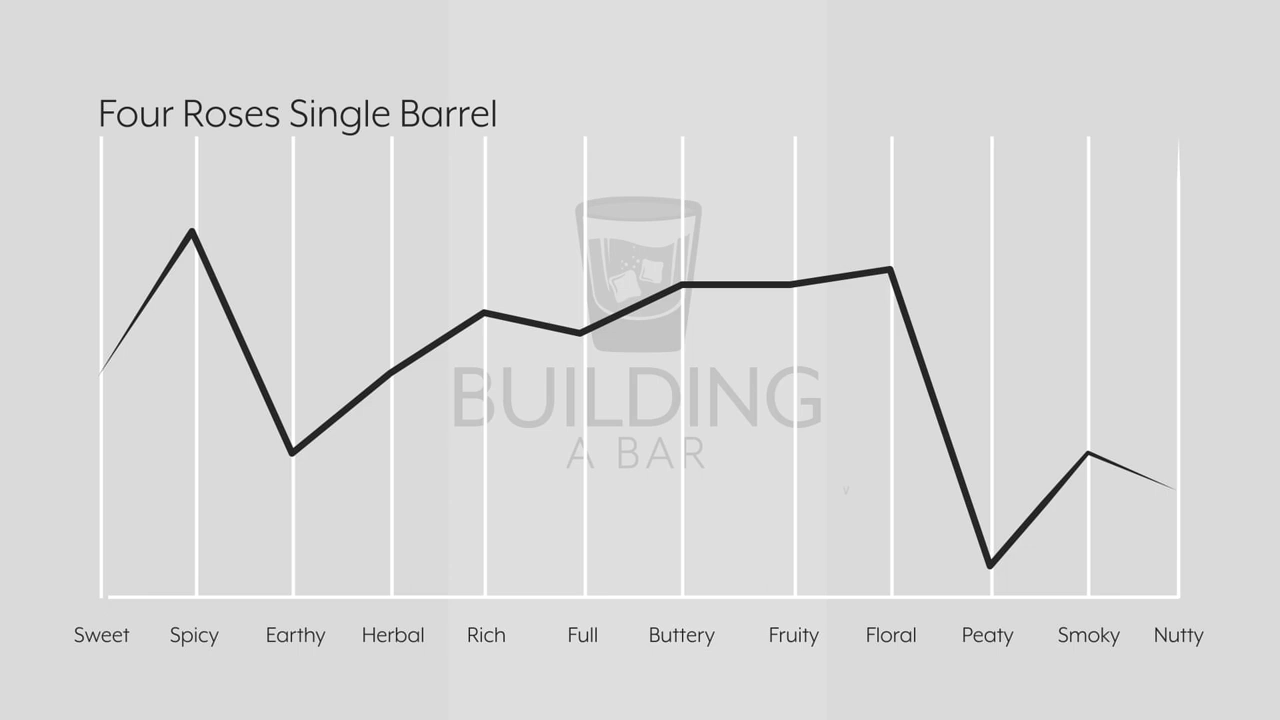 Four Roses Single Barrel
BUILDING
A BAR
v
Sweet Spicy Earthy Herbal Rich Full Buttery Fruity Floral Peaty Smoky Nutty